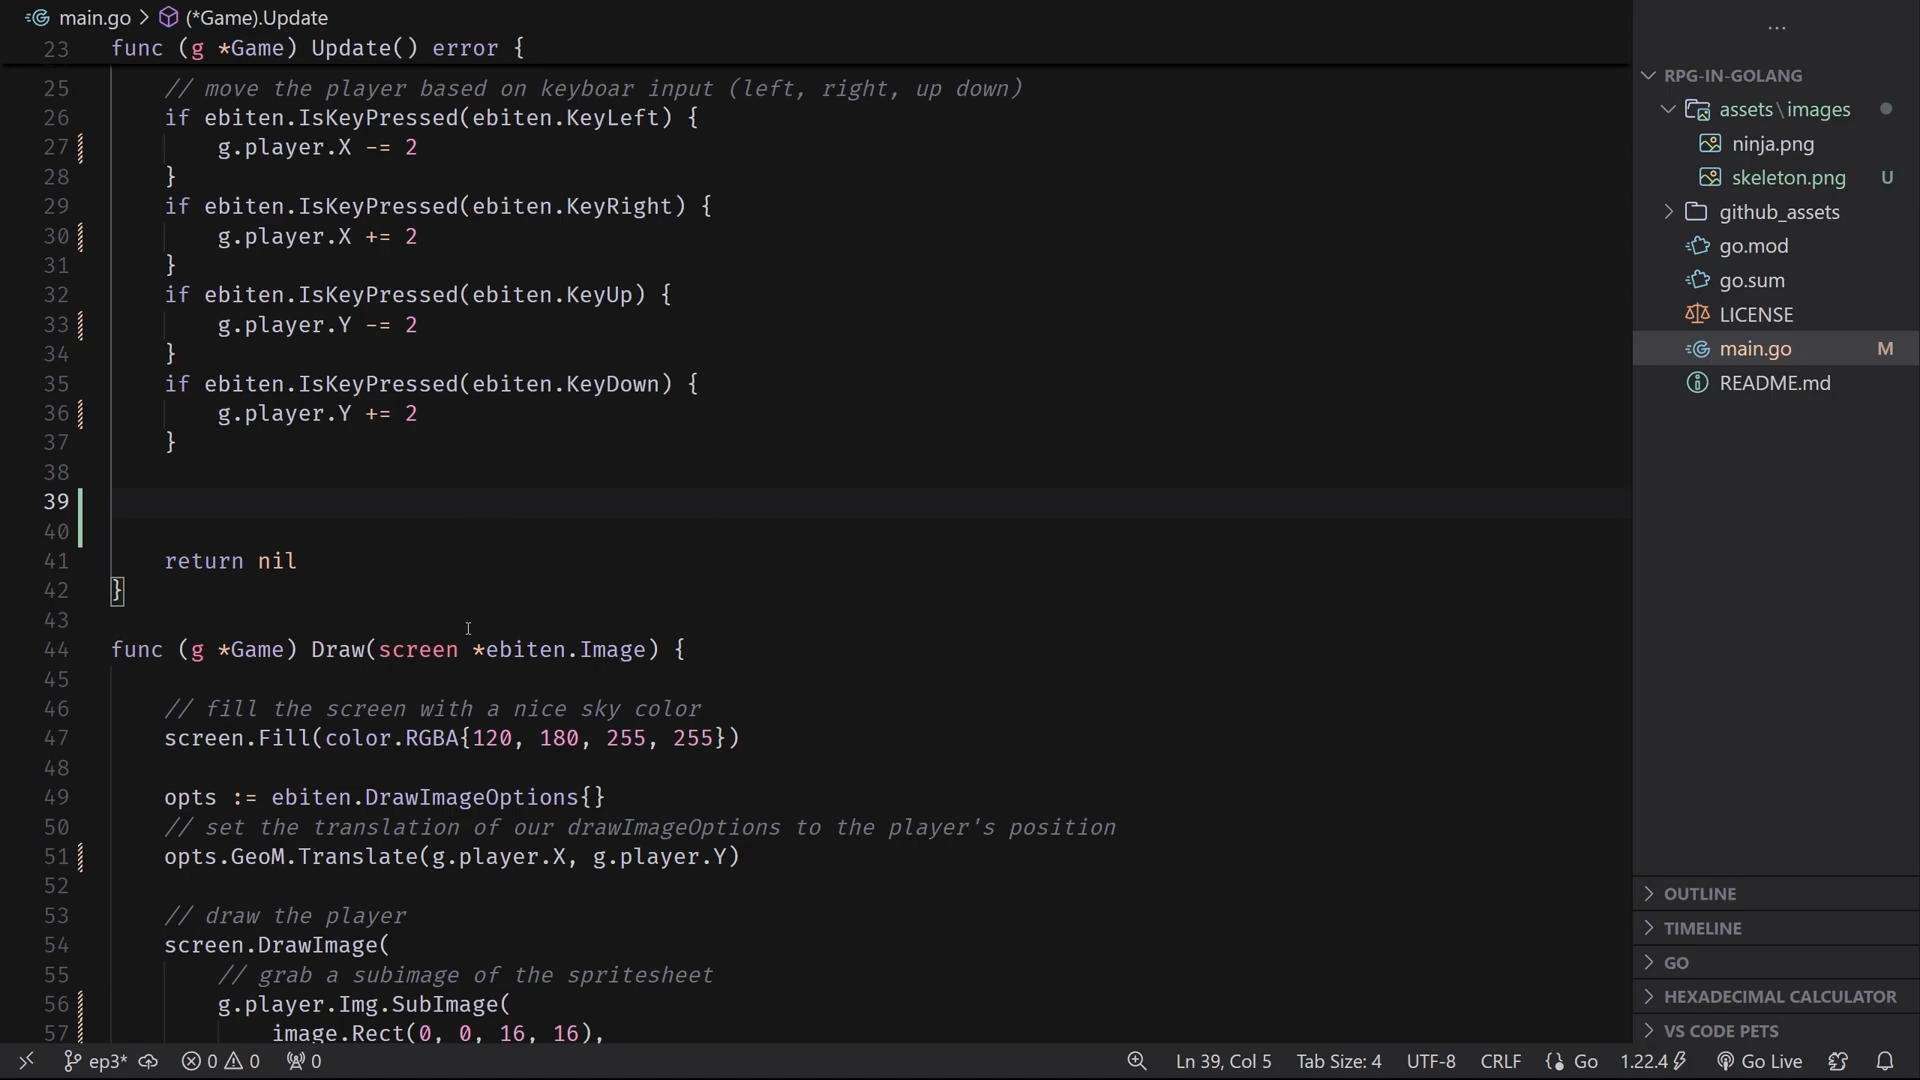 main.go > (*Game).Update
23 func (g *Game) Update() error {
25 // move the player based on keyboar input (left, right, up down)
26 if ebiten.IsKeyPressed(ebiten.KeyLeft) {
27 g.player.X -= 2
28 }
29 if ebiten.IsKeyPressed(ebiten.KeyRight) {
30 g.player.X += 2
31 }
32 if ebiten.IsKeyPressed(ebiten.KeyUp) {
33 g.player.Y -= 2
34 }
35 if ebiten.IsKeyPressed(ebiten.KeyDown) {
36 g.player.Y += 2
37 }
38
39
40
41 return nil
42 }
43
44 func (g *Game) Draw(screen *ebiten.Image) {
45
46 // fill the screen with a nice sky color
47 screen.Fill(color.RGBA{120, 180, 255, 255})
48
49 opts := ebiten.DrawImageOptions{}
50 // set the translation of our drawImageOptions to the player's position
51 opts.GeoM.Translate(g.player.X, g.player.Y)
52
53 // draw the player
54 screen.DrawImage(
55 // grab a subimage of the spritesheet
56 g.player.Img.SubImage(
57 image.Rect(0, 0, 16, 16),
...
RPG-IN-GOLANG
assets\images
ninja.png
skeleton.png U
github_assets
go.mod
go.sum
LICENSE
main.go M
README.md
OUTLINE
TIMELINE
GO
HEXADECIMAL CALCULATOR
VS CODE PETS
ep3* 0 0 0 Ln 39, Col 5 Tab Size: 4 UTF-8 CRLF Go 1.22.4 Go Live